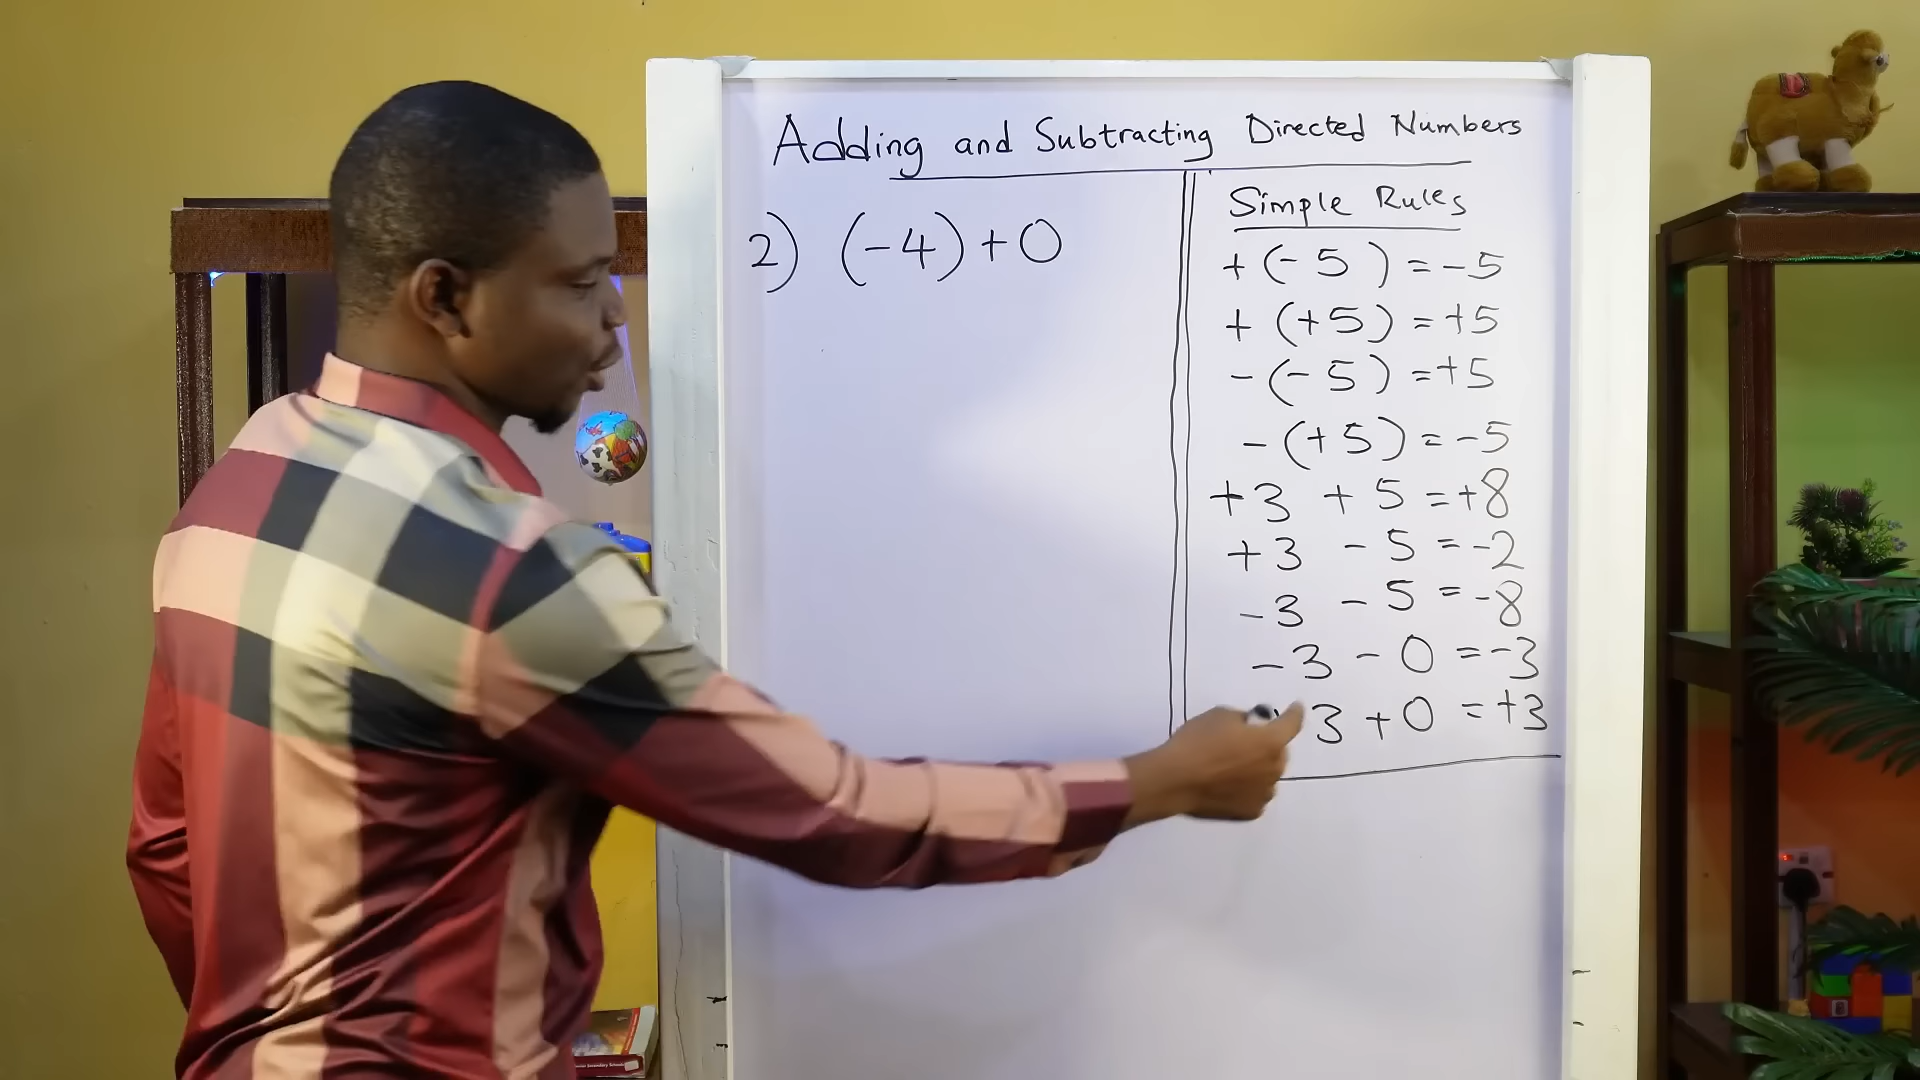 Adding and Subtracting Directed Numbers
2) (-4)+0
Simple Rules
+(-5) = -5
+ (+5) = +5
-(-5) = +5
-(+5) = -5
+3 + 5 = +8
+3 - 5 = -2
-3 - 5 = -8
-3 - 0 = -3
3 + 0 = +3